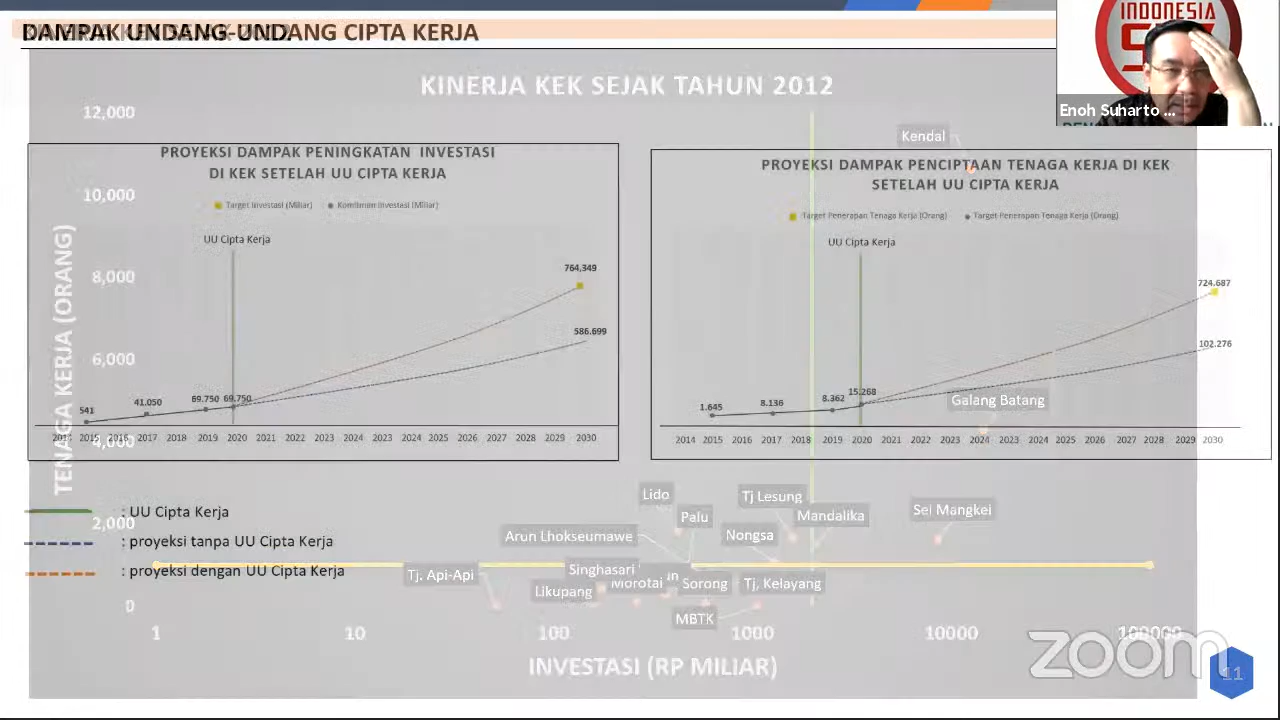 DAMPAK UNDANG-UNDANG CIPTA KERJA
INDONESIA
Enoh Suharto ...
KINERJA KEK SEJAK TAHUN 2012
12,000
10,000
8,000
6,000
4,000
2,000
0
TENAGA KERJA (ORANG)
Kendal
PROYEKSI DAMPAK PENINGKATAN INVESTASI
DI KEK SETELAH UU CIPTA KERJA
Target Investasi (Miliar) Komitmen Investasi (Miliar)
UU Cipta Kerja
764.349
586.699
541
41.050
69.750 69.750
2014 2015 2016 2017 2018 2019 2020 2021 2022 2023 2024 2025 2026 2027 2028 2029 2030
PROYEKSI DAMPAK PENCIPTAAN TENAGA KERJA DI KEK
SETELAH UU CIPTA KERJA
Target Penerapan Tenaga Kerja (Orang) Target Penerapan Tenaga Kerja (Orang)
UU Cipta Kerja
724.687
102.276
1.645
8.136
8.362
15.268
2014 2015 2016 2017 2018 2019 2020 2021 2022 2023 2024 2023 2026 2027 2028 2029 2030
Galang Batang
: UU Cipta Kerja
: proyeksi tanpa UU Cipta Kerja
: proyeksi dengan UU Cipta Kerja
Lido
Palu
Tj Lesung
Mandalika
Sei Mangkei
Arun Lhokseumawe
Nongsa
Tj. Api-Api
Singhasari
Likupang
Morotai
Sorong
Tj. Kelayang
MBTK
1 10 100 1000 10000 100000
INVESTASI (RP MILIAR)
zoom
11